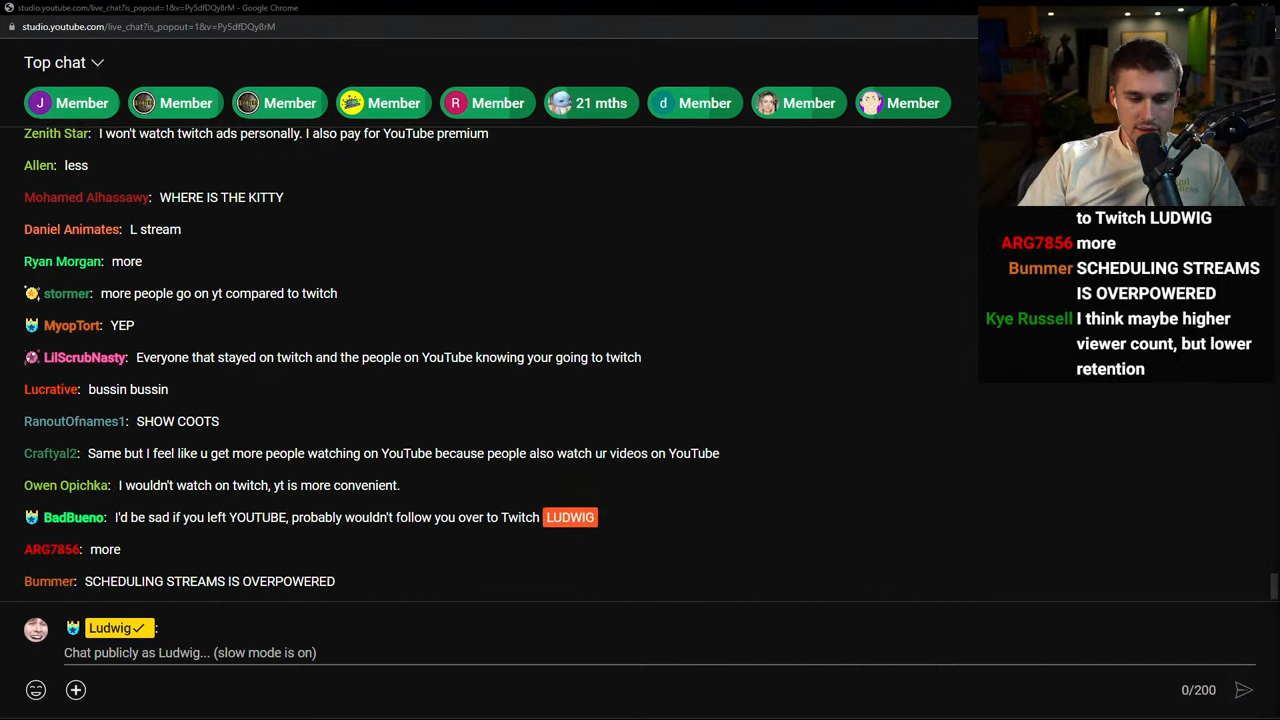 studio.youtube.com/live_chat?is_popout=1&v=Py5dfDQy8rM - Google Chrome
studio.youtube.com/live_chat?is_popout=1&v=Py5dfDQy8rM
Top chat
J Member Member Member Member R Member 21 mths d Member Member Member
Zenith Star: I won't watch twitch ads personally. I also pay for YouTube premium
Allen: less
Mohamed Alhassawy: WHERE IS THE KITTY
Daniel Animates: L stream
Ryan Morgan: more
stormer: more people go on yt compared to twitch
MyopTort: YEP
LilScrubNasty: Everyone that stayed on twitch and the people on YouTube knowing your going to twitch
Lucrative: bussin bussin
RanoutOfnames1: SHOW COOTS
Craftyal2: Same but I feel like u get more people watching on YouTube because people also watch ur videos on YouTube
Owen Opichka: I wouldn't watch on twitch, yt is more convenient.
BadBueno: I'd be sad if you left YOUTUBE, probably wouldn't follow you over to Twitch LUDWIG
ARG7856: more
Bummer: SCHEDULING STREAMS IS OVERPOWERED
Ludwig :
Chat publicly as Ludwig... (slow mode is on)
0/200
to Twitch LUDWIG
ARG7856 more
Bummer SCHEDULING STREAMS
IS OVERPOWERED
Kye Russell I think maybe higher
viewer count, but lower
retention